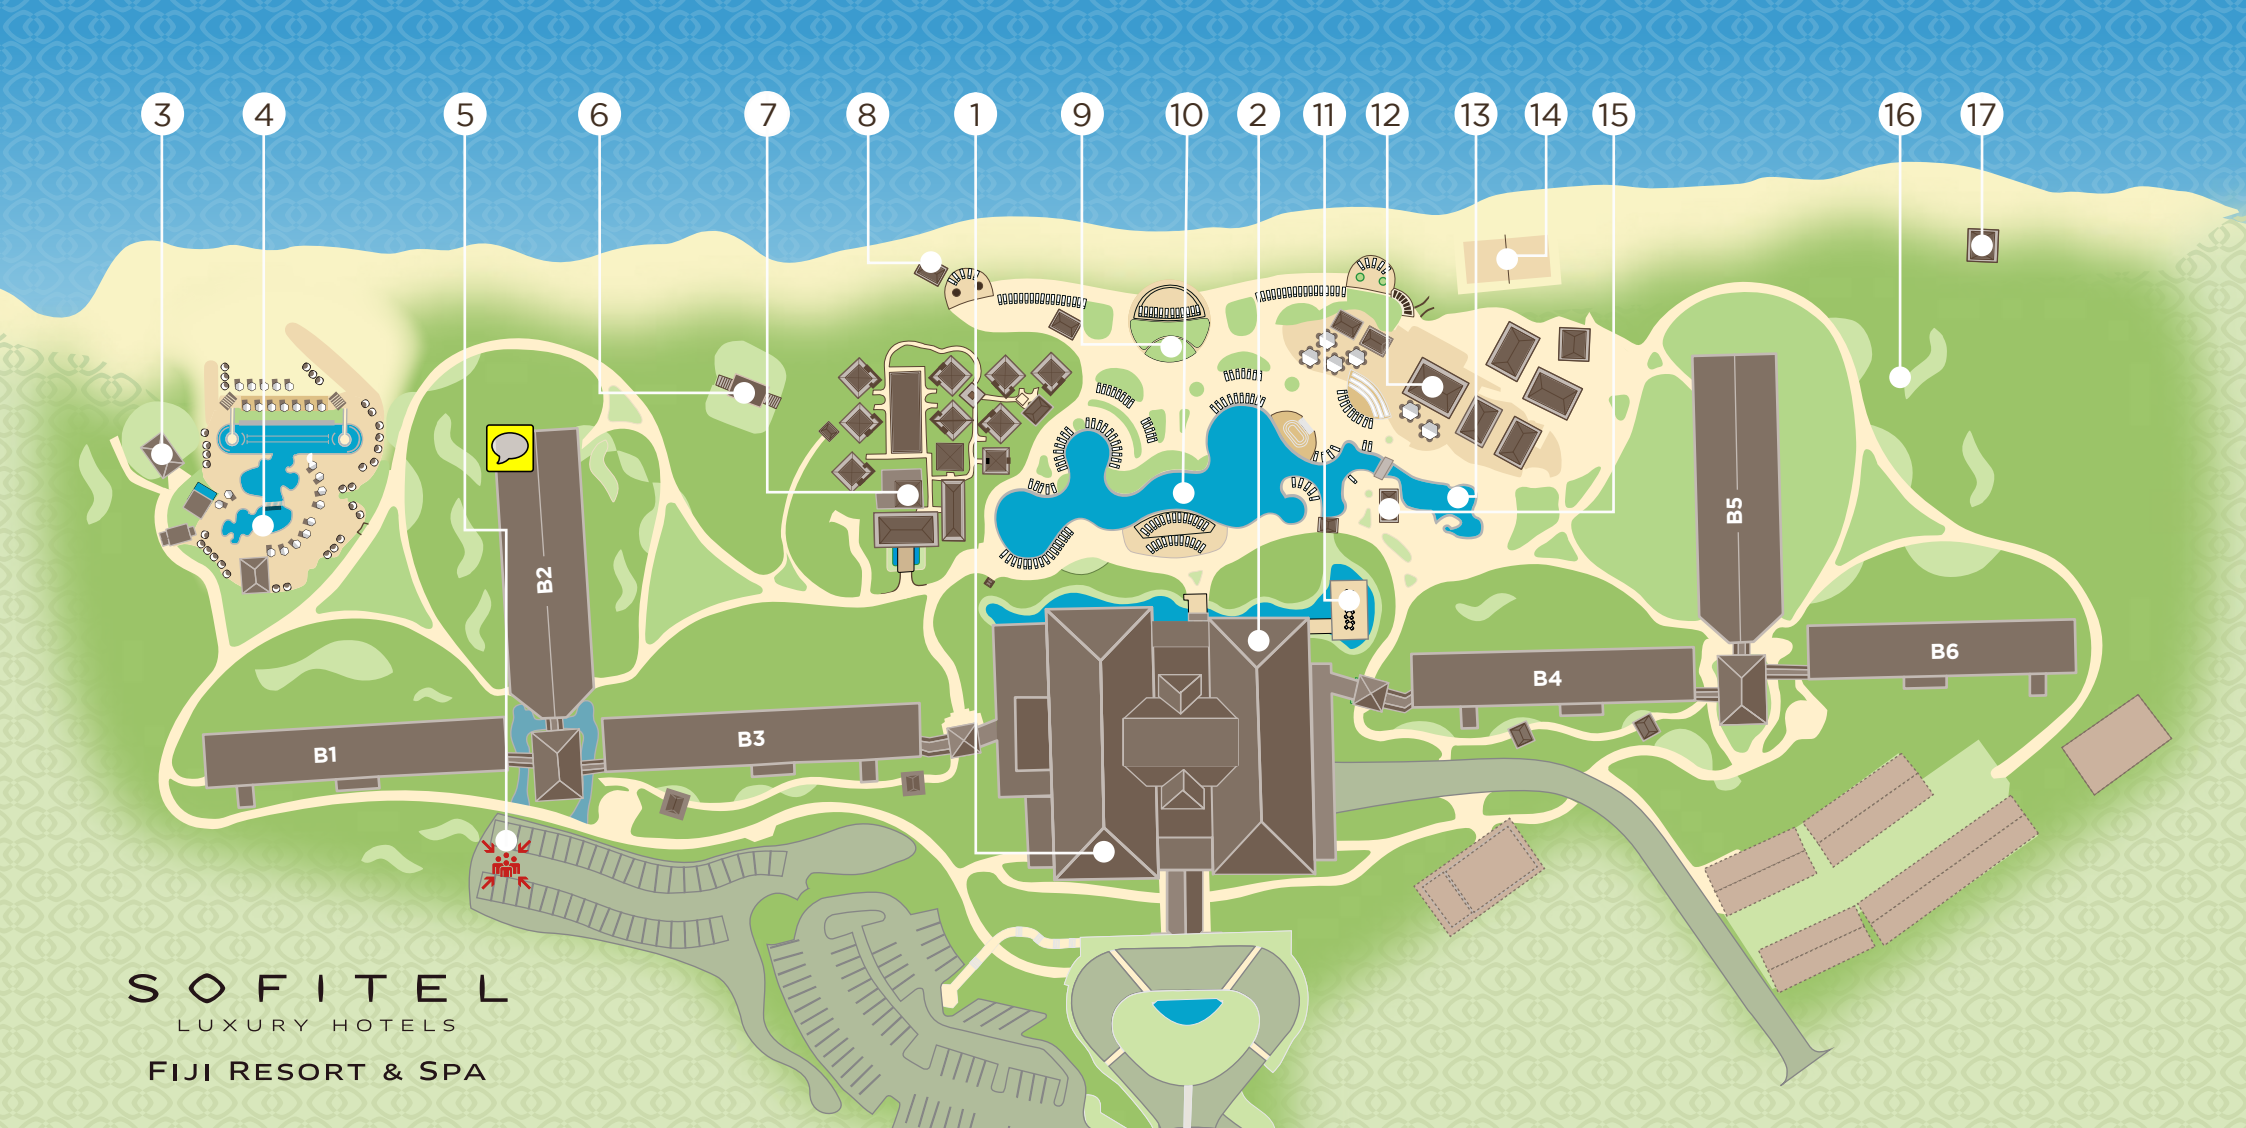 3 4 5 6 7 8 1 9 10 2 11 12 13 14 15 16 17
B2
B5
B1
B3
B4
B6
SOFITEL
LUXURY HOTELS
FIJI RESORT & SPA